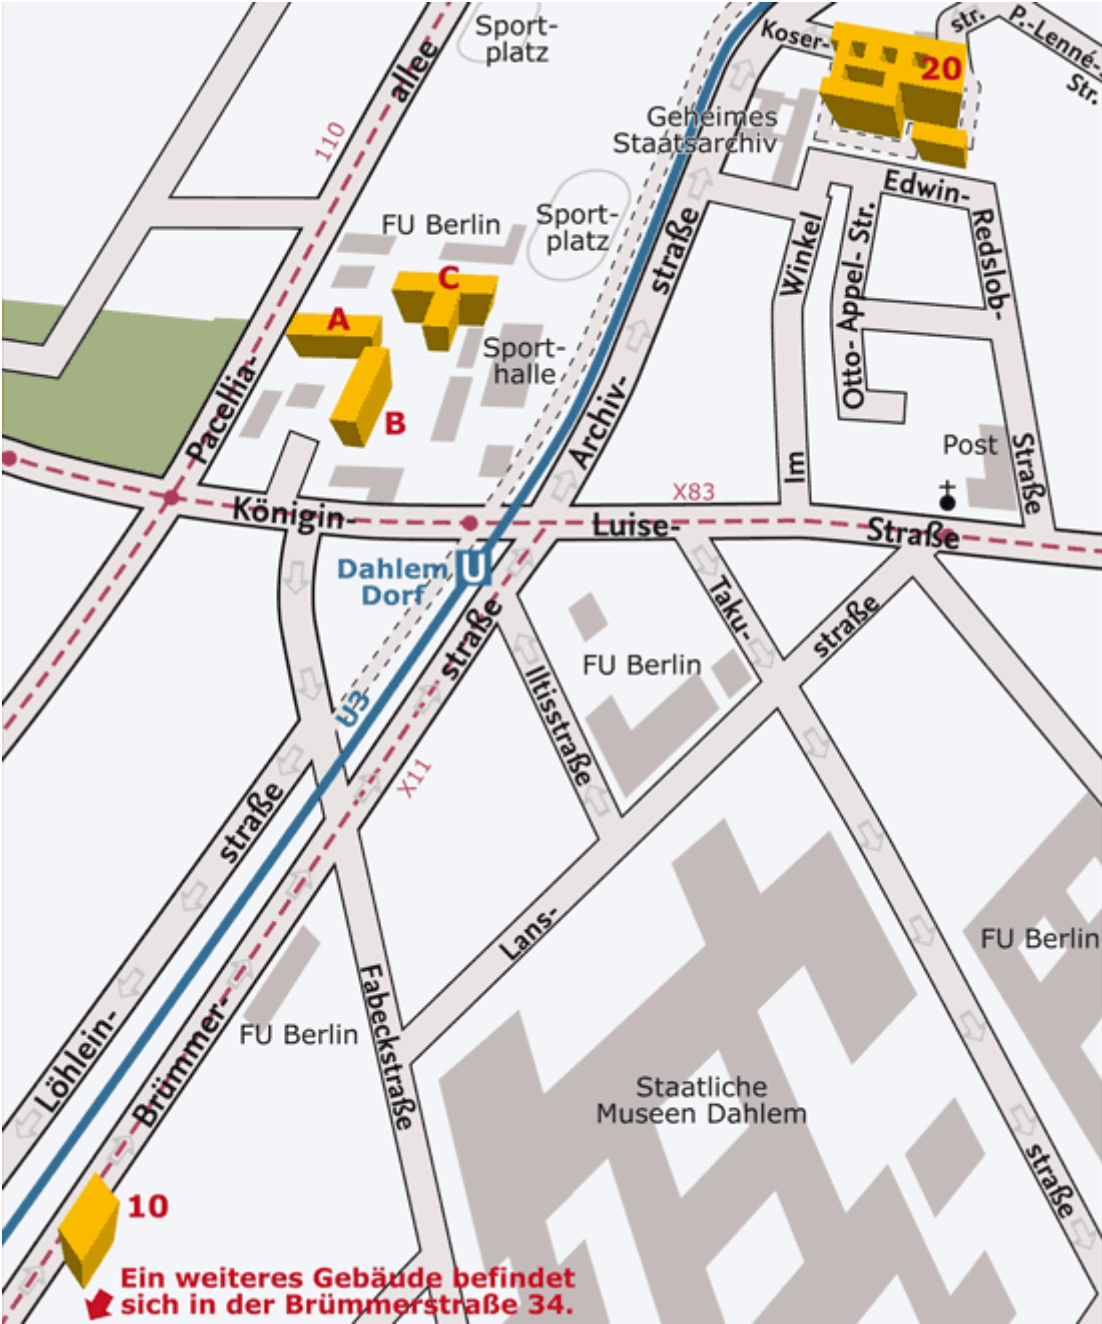 Sport-
platz
allee
110
Koser-
str.
P.-Lenné-
Str.
20
Geheimes
Staatsarchiv
Edwin-
Redslob-
Straße
FU Berlin
Sport-
platz
straße
Winkel
Im
Otto- Appel- Str.
C
A
B
Sport-
halle
Pacellia-
Archiv-
Post
X83
Königin-
Luise-
Straße
Dahlem
Dorf
U
U3
straße
Taku-
straße
FU Berlin
Iltisstraße
X11
straße
Lans-
FU Berlin
Fabeckstraße
FU Berlin
Löhlein-
Brümmer-
Staatliche
Museen Dahlem
straße
10
Ein weiteres Gebäude befindet
sich in der Brümmerstraße 34.